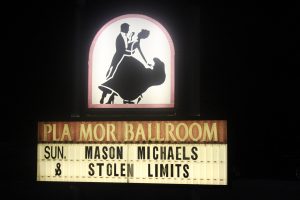 PLA MOR BALLROOM
SUN. MASON MICHAELS
& STOLEN LIMITS